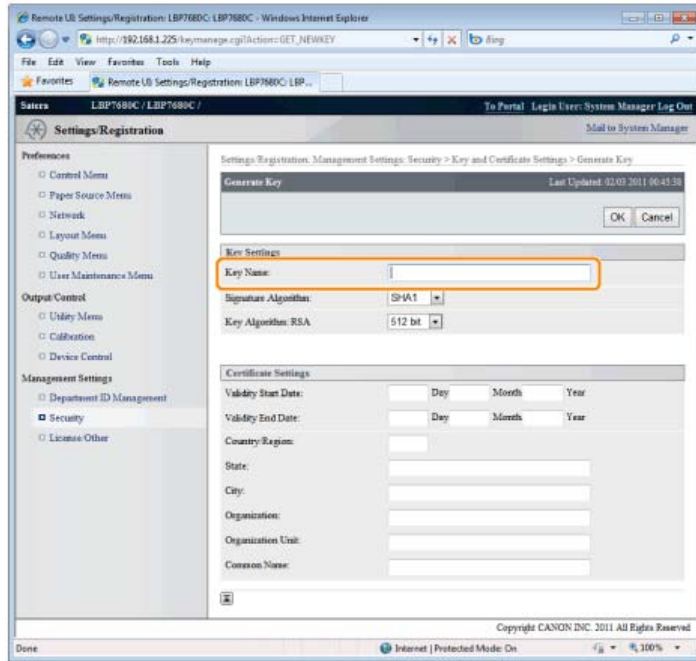 Remote UI: Settings/Registration: LBP7680C: LBP7680C - Windows Internet Explorer
http://192.168.1.225/keymanage.cgi?Action=GET_NEWKEY
Bing
File Edit View Favorites Tools Help
Favorites Remote UI: Settings/Registration: LBP7680C: LBP...
Satera LBP7680C / LBP7680C / To Portal Login User: System Manager Log Out
Settings/Registration Mail to System Manager
Preferences
Control Menu
Paper Source Menu
Network
Layout Menu
Quality Menu
User Maintenance Menu
Output/Control
Utility Menu
Calibration
Device Control
Management Settings
Department ID Management
Security
License/Other
Settings/Registration: Management Settings: Security > Key and Certificate Settings > Generate Key
Generate Key Last Updated: 02/03 2011 00:45:30
OK Cancel
Key Settings
Key Name:
Signature Algorithm: SHA1
Key Algorithm: RSA 512 bit
Certificate Settings
Validity Start Date: Day Month Year
Validity End Date: Day Month Year
Country/Region:
State:
City:
Organization:
Organization Unit:
Common Name:
Copyright CANON INC. 2011 All Rights Reserved
Done Internet | Protected Mode: On 100%